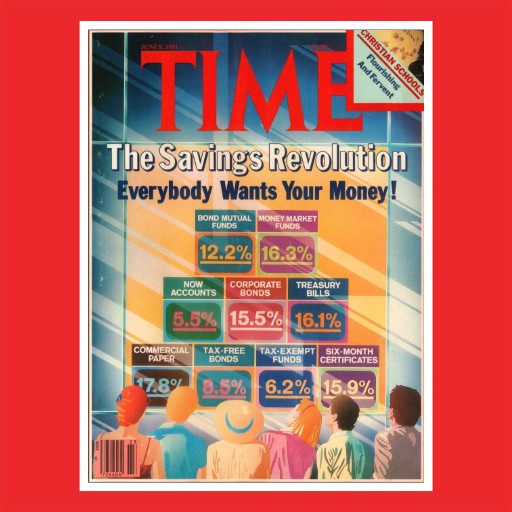 JUNE 8, 1981
CHRISTIAN SCHOOLS
Flourishing
And Fervent
TIME
The Savings Revolution
Everybody Wants Your Money!
BOND MUTUAL
FUNDS
MONEY MARKET
FUNDS
12.2%
16.3%
NOW
ACCOUNTS
CORPORATE
BONDS
TREASURY
BILLS
5.5%
15.5%
16.1%
COMMERCIAL
PAPER
TAX-FREE
BONDS
TAX-EXEMPT
FUNDS
SIX-MONTH
CERTIFICATES
17.8%
9.5%
6.2%
15.9%